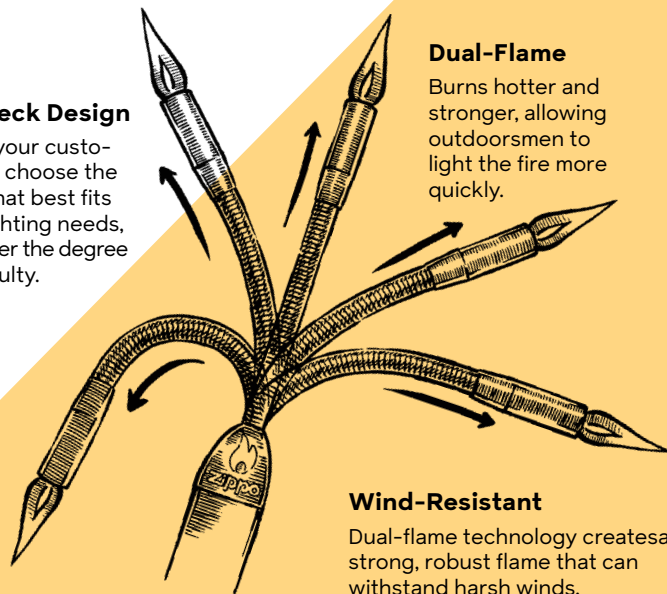 eck Design
your custo-
choose the
hat best fits
ghting needs,
er the degree
ulty.
Dual-Flame
Burns hotter and
stronger, allowing
outdoorsmen to
light the fire more
quickly.
zippo
Wind-Resistant
Dual-flame technology createsa
strong, robust flame that can
withstand harsh winds.